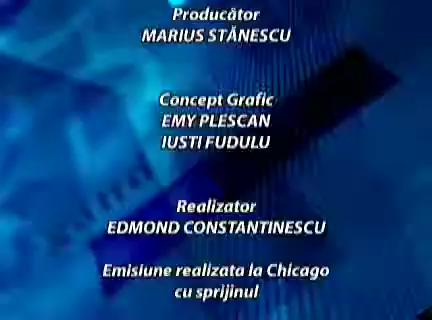 Producător
MARIUS STĂNESCU
Concept Grafic
EMY PLESCAN
IUSTI FUDULU
Realizator
EDMOND CONSTANTINESCU
Emisiune realizata la Chicago
cu sprijinul